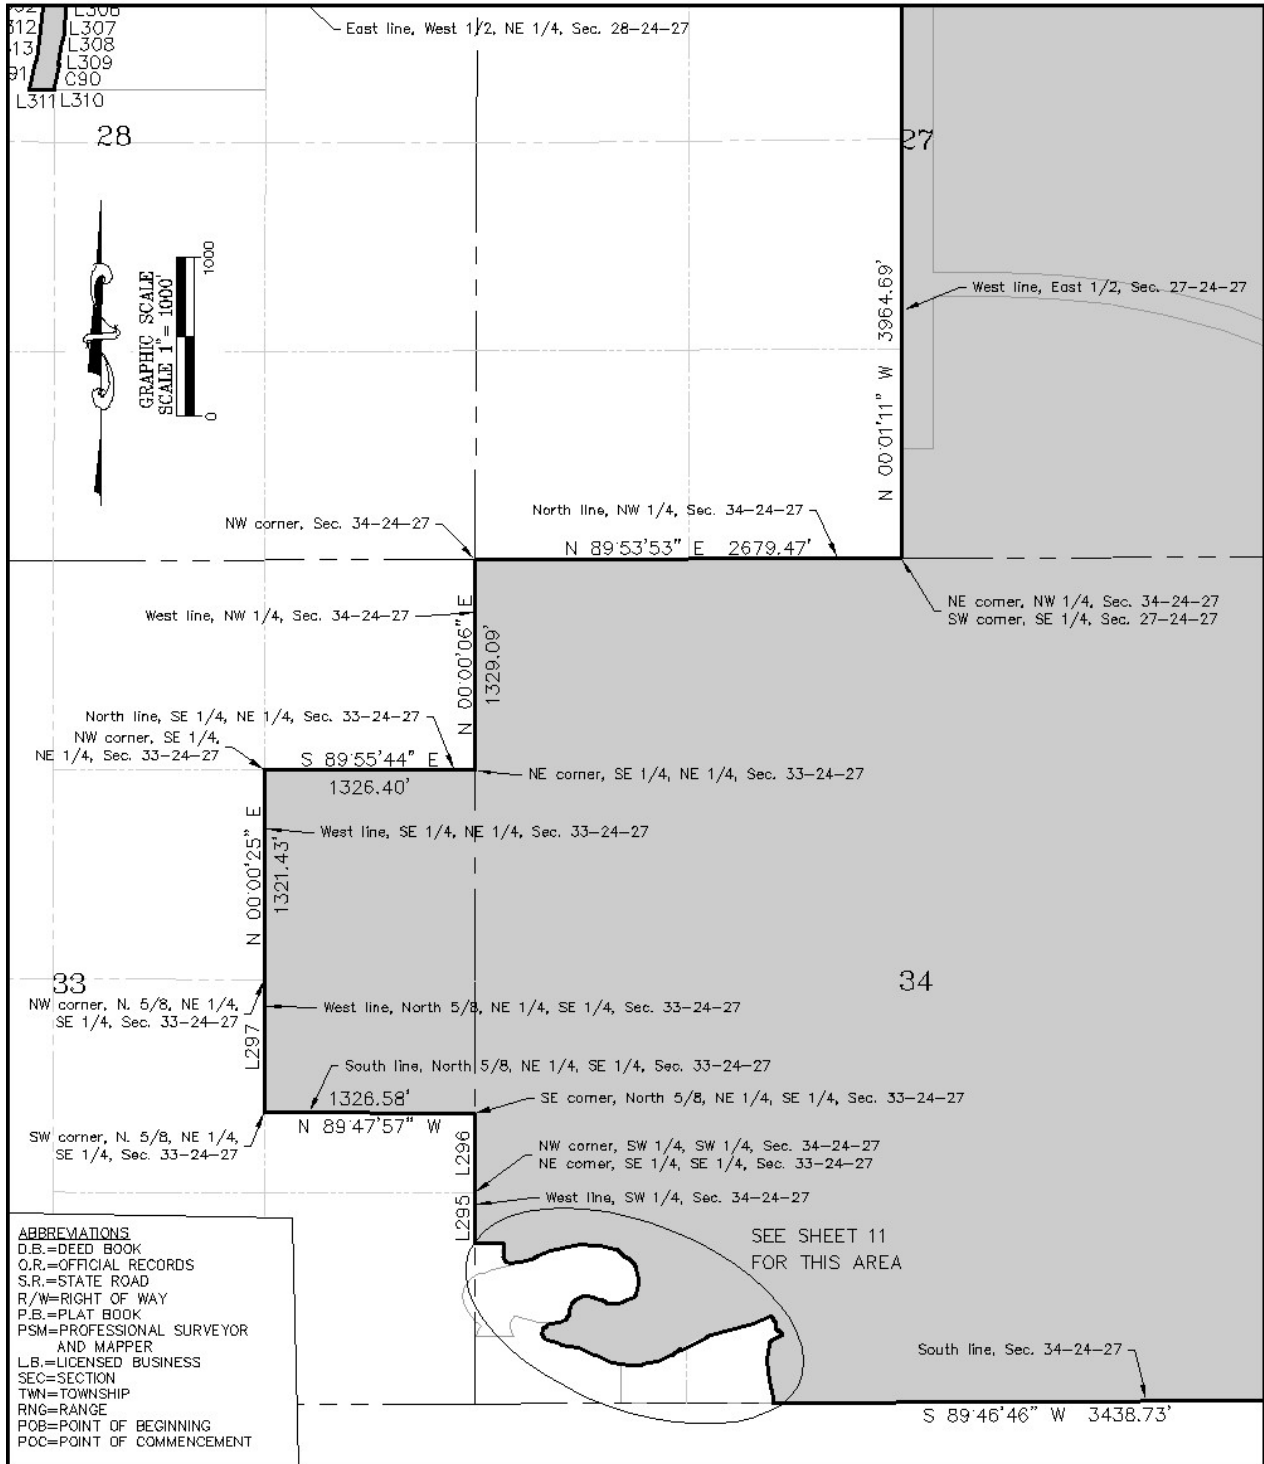 L306
312
L307
L308
L309
C90
L311 L310
East line, West 1/2, NE 1/4, Sec. 28-24-27
28
27
GRAPHIC SCALE
SCALE 1" = 1000'
0
1000
N 00°01'11" W 3964.69'
West line, East 1/2, Sec. 27-24-27
NW corner, Sec. 34-24-27
North line, NW 1/4, Sec. 34-24-27
N 89°53'53" E 2679.47'
NE corner, NW 1/4, Sec. 34-24-27
SW corner, SE 1/4, Sec. 27-24-27
West line, NW 1/4, Sec. 34-24-27
N 00°00'06" E
1329.09'
North line, SE 1/4, NE 1/4, Sec. 33-24-27
NW corner, SE 1/4,
NE 1/4, Sec. 33-24-27
S 89°55'44" E
1326.40'
NE corner, SE 1/4, NE 1/4, Sec. 33-24-27
West line, SE 1/4, NE 1/4, Sec. 33-24-27
N 00°00'25" E
1321.43'
33
34
NW corner, N. 5/8, NE 1/4,
SE 1/4, Sec. 33-24-27
West line, North 5/8, NE 1/4, SE 1/4, Sec. 33-24-27
L297
South line, North 5/8, NE 1/4, SE 1/4, Sec. 33-24-27
1326.58'
N 89°47'57" W
SE corner, North 5/8, NE 1/4, SE 1/4, Sec. 33-24-27
SW corner, N. 5/8, NE 1/4,
SE 1/4, Sec. 33-24-27
L296
NW corner, SW 1/4, SW 1/4, Sec. 34-24-27
NE corner, SE 1/4, SE 1/4, Sec. 33-24-27
L295
West line, SW 1/4, Sec. 34-24-27
SEE SHEET 11
FOR THIS AREA
South line, Sec. 34-24-27
S 89°46'46" W 3438.73'
ABBREVIATIONS
D.B.=DEED BOOK
O.R.=OFFICIAL RECORDS
S.R.=STATE ROAD
R/W=RIGHT OF WAY
P.B.=PLAT BOOK
PSM=PROFESSIONAL SURVEYOR
AND MAPPER
L.B.=LICENSED BUSINESS
SEC=SECTION
TWN=TOWNSHIP
RNG=RANGE
POB=POINT OF BEGINNING
POC=POINT OF COMMENCEMENT